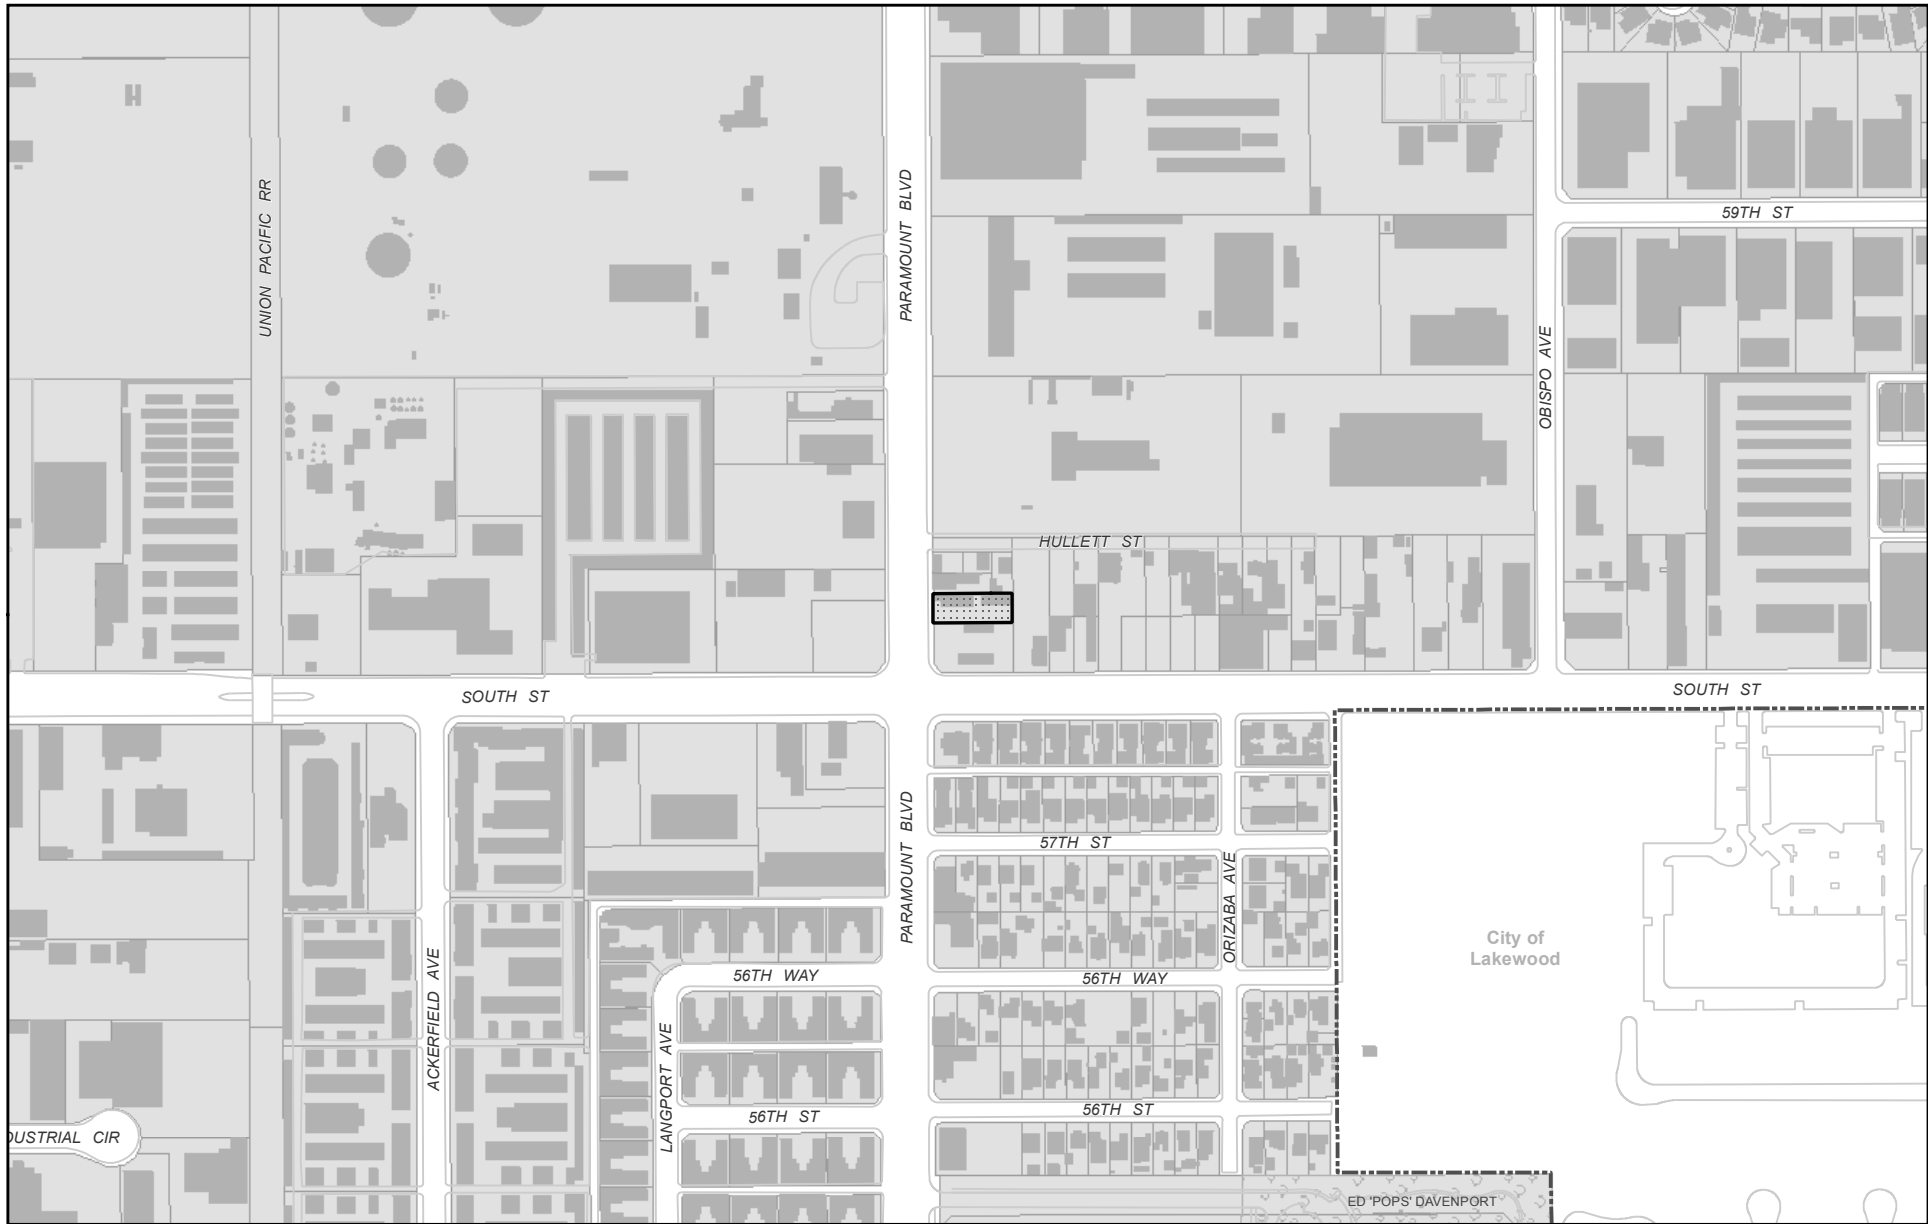 UNION PACIFIC RR
PARAMOUNT BLVD
59TH ST
OBISPO AVE
HULLETT ST
SOUTH ST
SOUTH ST
PARAMOUNT BLVD
57TH ST
ORIZABA AVE
ACKERFIELD AVE
56TH WAY
56TH WAY
City of
Lakewood
LANGPORT AVE
56TH ST
56TH ST
DUSTRIAL CIR
ED 'POPS' DAVENPORT